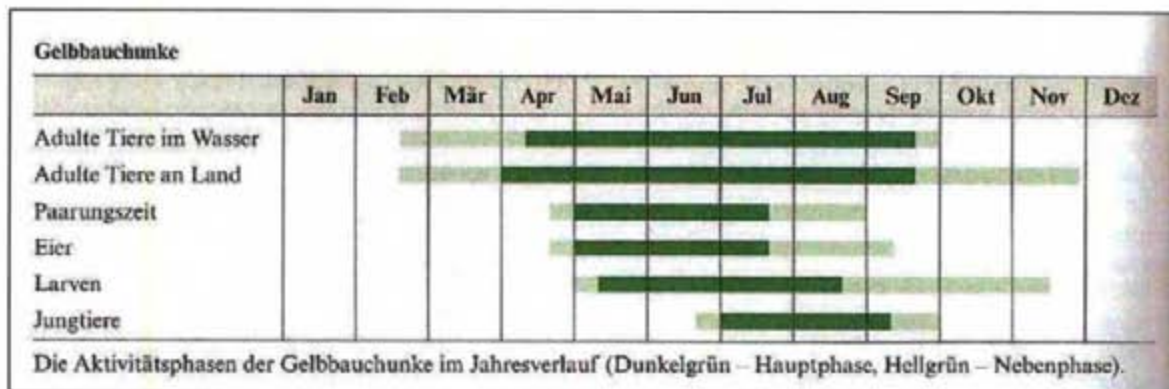 Gelbbauchunke
Jan Feb Mär Apr Mai Jun Jul Aug Sep Okt Nov Dez
Adulte Tiere im Wasser
Adulte Tiere an Land
Paarungszeit
Eier
Larven
Jungtiere
Die Aktivitätsphasen der Gelbbauchunke im Jahresverlauf (Dunkelgrün – Hauptphase, Hellgrün – Nebenphase).